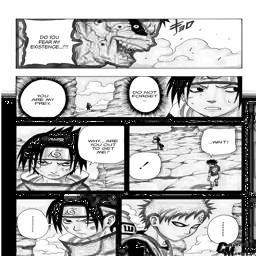 DO YOU
FEAR MY
EXISTENCE...?!
DO NOT
FORGET
YOU ARE
MY PREY.
...WAIT!
WHY... ARE
YOU OUT
TO GET
ME?